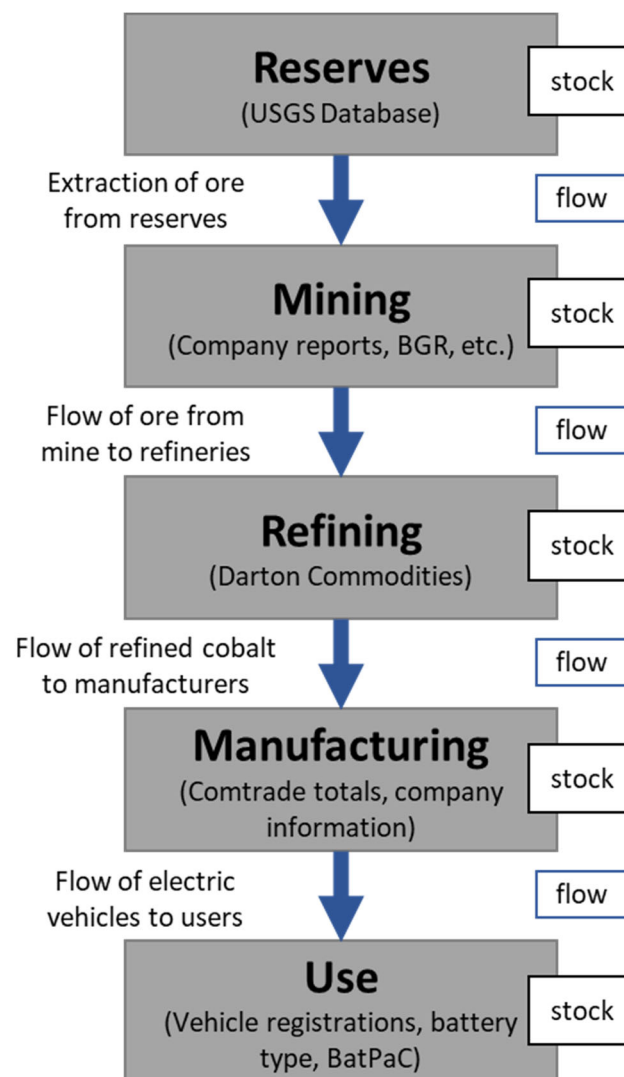 Reserves
(USGS Database)
stock
Extraction of ore
from reserves
flow
Mining
(Company reports, BGR, etc.)
stock
Flow of ore from
mine to refineries
flow
Refining
(Darton Commodities)
stock
Flow of refined cobalt
to manufacturers
flow
Manufacturing
(Comtrade totals, company
information)
stock
Flow of electric
vehicles to users
flow
Use
(Vehicle registrations, battery
type, BatPaC)
stock